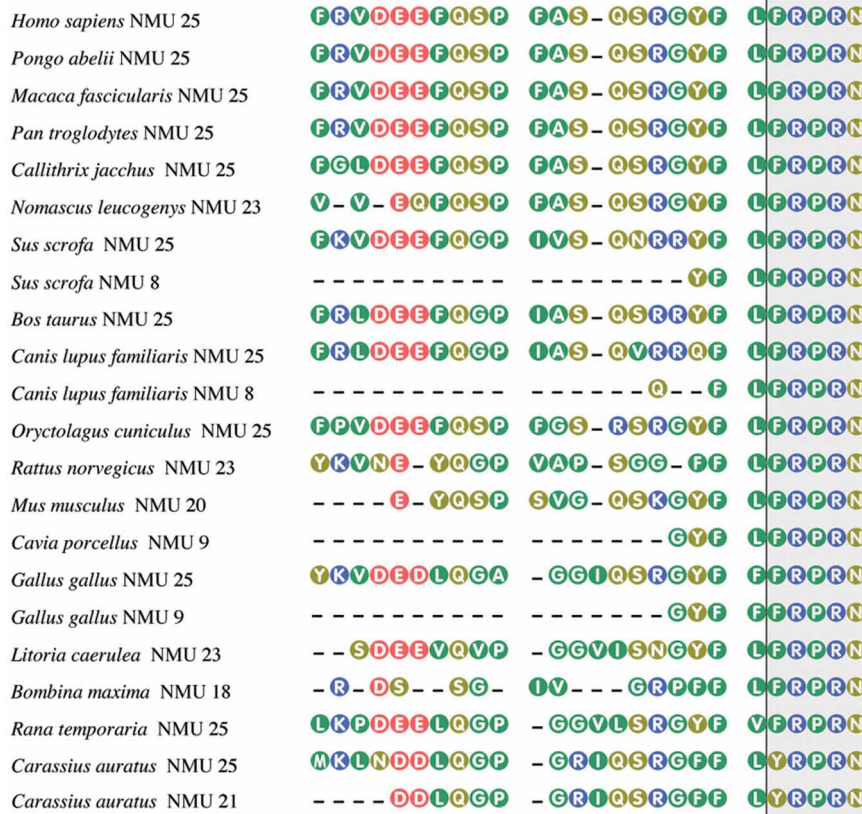 Homo sapiens NMU 25 FRVDEEFQSP FAS–QSRGYF LFRPRN
Pongo abelii NMU 25 FRVDEEFQSP FAS–QSRGYF LFRPRN
Macaca fascicularis NMU 25 FRVDEEFQSP FAS–QSRGYF LFRPRN
Pan troglodytes NMU 25 FRVDEEFQSP FAS–QSRGYF LFRPRN
Callithrix jacchus NMU 25 FGLDEEFQSP FAS–QSRGYF LFRPRN
Nomascus leucogenys NMU 23 V–V–EQFQSP FAS–QSRGYF LFRPRN
Sus scrofa NMU 25 FKVDEEFQGP IVS–QNRRYF LFRPRN
Sus scrofa NMU 8 –––––––––– ––––––––YF LFRPRN
Bos taurus NMU 25 FRLDEEFQGP IAS–QSRRYF LFRPRN
Canis lupus familiaris NMU 25 FRLDEEFQGP IAS–QVRRQF LFRPRN
Canis lupus familiaris NMU 8 –––––––––– ––––––Q––F LFRPRN
Oryctolagus cuniculus NMU 25 FPVDEEFQSP FGS–RSRGYF LFRPRN
Rattus norvegicus NMU 23 YKVNE–YQGP VAP–SGG–FF LFRPRN
Mus musculus NMU 20 ––––E–YQSP SVG–QSKGYF LFRPRN
Cavia porcellus NMU 9 –––––––––– –––––––GYF LFRPRN
Gallus gallus NMU 25 YKVDEDLQGA –GGIQSRGYF FFRPRN
Gallus gallus NMU 9 –––––––––– –––––––GYF FFRPRN
Litoria caerulea NMU 23 ––SDEEVQVP –GGVISNGYF LFRPRN
Bombina maxima NMU 18 –R–DS––SG– IV–––GRPFF LFRPRN
Rana temporaria NMU 25 LKPDEELQGP –GGVLSRGYF VFRPRN
Carassius auratus NMU 25 MKLNDDLQGP –GRIQSRGFF LYRPRN
Carassius auratus NMU 21 ––––DDLQGP –GRIQSRGFF LYRPRN